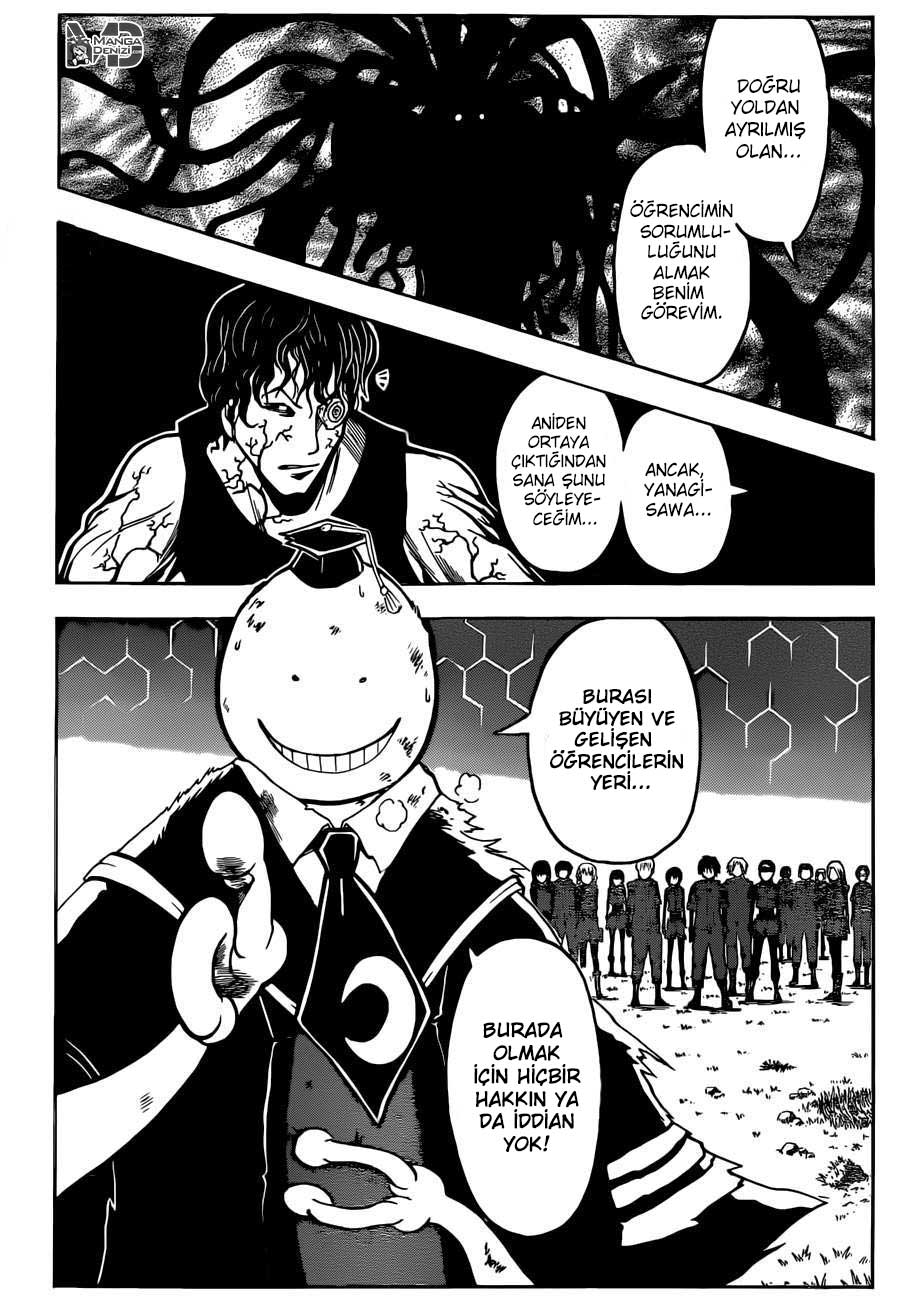 MANGA
DENİZİ
DOĞRU
YOLDAN
AYRILMIŞ
OLAN...
ÖĞRENCİMİN
SORUMLU-
LUĞUNU
ALMAK
BENİM
GÖREVİM.
ANCAK,
YANAGİ-
SAWA...
ANİDEN
ORTAYA
ÇIKTIĞINDAN
SANA ŞUNU
SÖYLEYE-
CEĞİM...
BURASI
BÜYÜYEN VE
GELİŞEN
ÖĞRENCİLERİN
YERİ...
BURADA
OLMAK
İÇİN HİÇBİR
HAKKIN YA
DA İDDİAN
YOK!